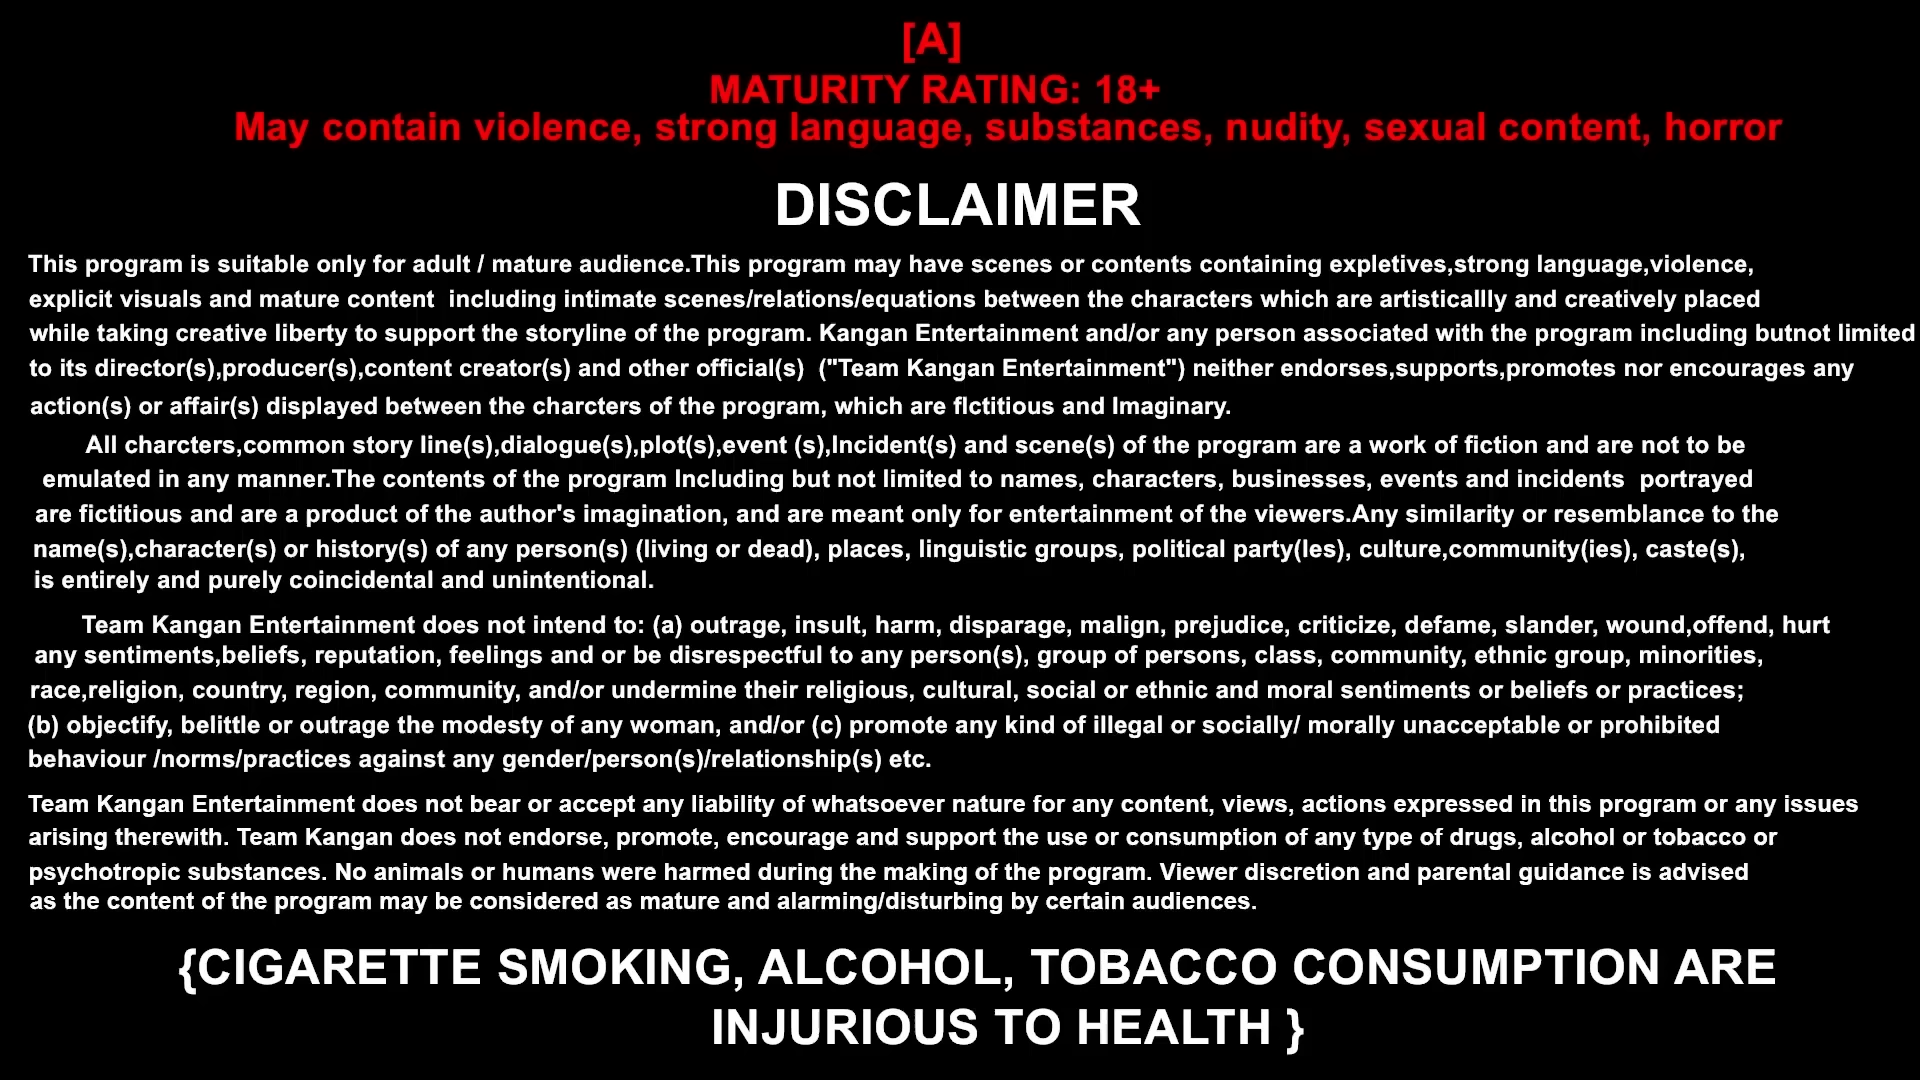 [A]
MATURITY RATING: 18+
May contain violence, strong language, substances, nudity, sexual content, horror
DISCLAIMER
This program is suitable only for adult / mature audience.This program may have scenes or contents containing expletives,strong language,violence,
explicit visuals and mature content  including intimate scenes/relations/equations between the characters which are artisticallly and creatively placed
while taking creative liberty to support the storyline of the program. Kangan Entertainment and/or any person associated with the program including butnot limited
to its director(s),producer(s),content creator(s) and other official(s)  ("Team Kangan Entertainment") neither endorses,supports,promotes nor encourages any
action(s) or affair(s) displayed between the charcters of the program, which are fIctitious and Imaginary.
All charcters,common story line(s),dialogue(s),plot(s),event (s),Incident(s) and scene(s) of the program are a work of fiction and are not to be
emulated in any manner.The contents of the program Including but not limited to names, characters, businesses, events and incidents  portrayed
are fictitious and are a product of the author's imagination, and are meant only for entertainment of the viewers.Any similarity or resemblance to the
name(s),character(s) or history(s) of any person(s) (living or dead), places, linguistic groups, political party(les), culture,community(ies), caste(s),
is entirely and purely coincidental and unintentional.
Team Kangan Entertainment does not intend to: (a) outrage, insult, harm, disparage, malign, prejudice, criticize, defame, slander, wound,offend, hurt
any sentiments,beliefs, reputation, feelings and or be disrespectful to any person(s), group of persons, class, community, ethnic group, minorities,
race,religion, country, region, community, and/or undermine their religious, cultural, social or ethnic and moral sentiments or beliefs or practices;
(b) objectify, belittle or outrage the modesty of any woman, and/or (c) promote any kind of illegal or socially/ morally unacceptable or prohibited
behaviour /norms/practices against any gender/person(s)/relationship(s) etc.
Team Kangan Entertainment does not bear or accept any liability of whatsoever nature for any content, views, actions expressed in this program or any issues
arising therewith. Team Kangan does not endorse, promote, encourage and support the use or consumption of any type of drugs, alcohol or tobacco or
psychotropic substances. No animals or humans were harmed during the making of the program. Viewer discretion and parental guidance is advised
as the content of the program may be considered as mature and alarming/disturbing by certain audiences.
{CIGARETTE SMOKING, ALCOHOL, TOBACCO CONSUMPTION ARE
INJURIOUS TO HEALTH }